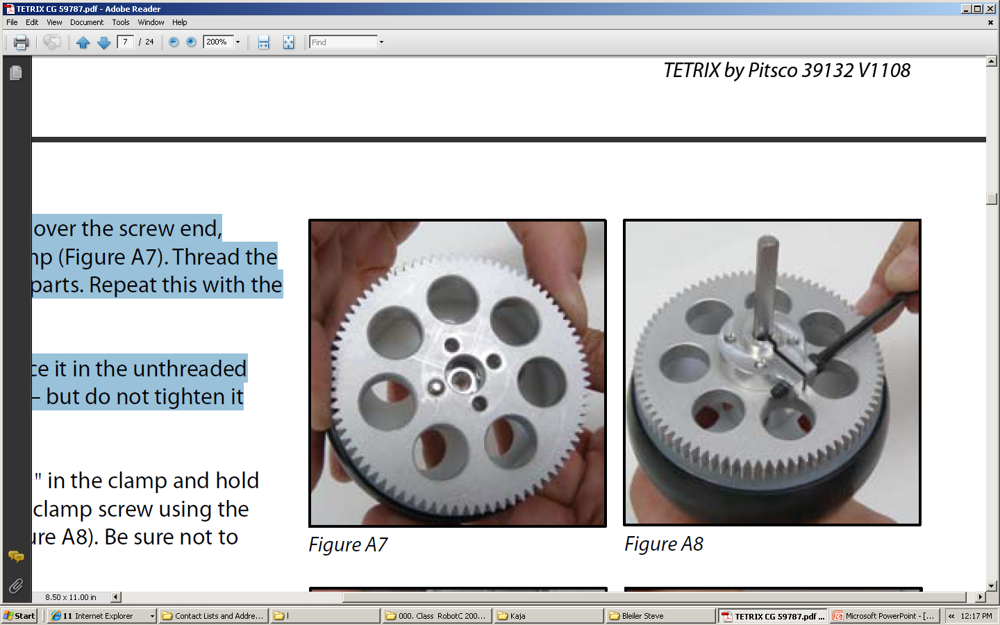 TETRIX CG 59787.pdf - Adobe Reader
File Edit View Document Tools Window Help
7 / 24 200% Find
TETRIX by Pitsco 39132 V1108
over the screw end,
mp (Figure A7). Thread the
parts. Repeat this with the
ce it in the unthreaded
– but do not tighten it
" in the clamp and hold
clamp screw using the
ure A8). Be sure not to
Figure A7
Figure A8
8.50 x 11.00 in
Start 11 Internet Explorer Contact Lists and Addre... l 000. Class RobotC 200... Kaja Bleiler Steve TETRIX CG 59787.pdf ... Microsoft PowerPoint - [... « 12:17 PM